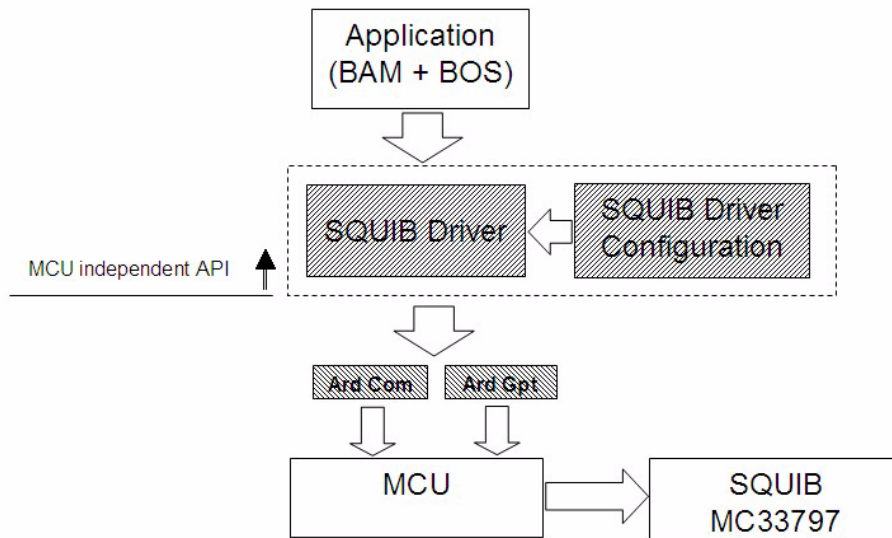 Application
(BAM + BOS)
SQUIB Driver
SQUIB Driver
Configuration
MCU independent API
Ard Com
Ard Gpt
MCU
SQUIB
MC33797